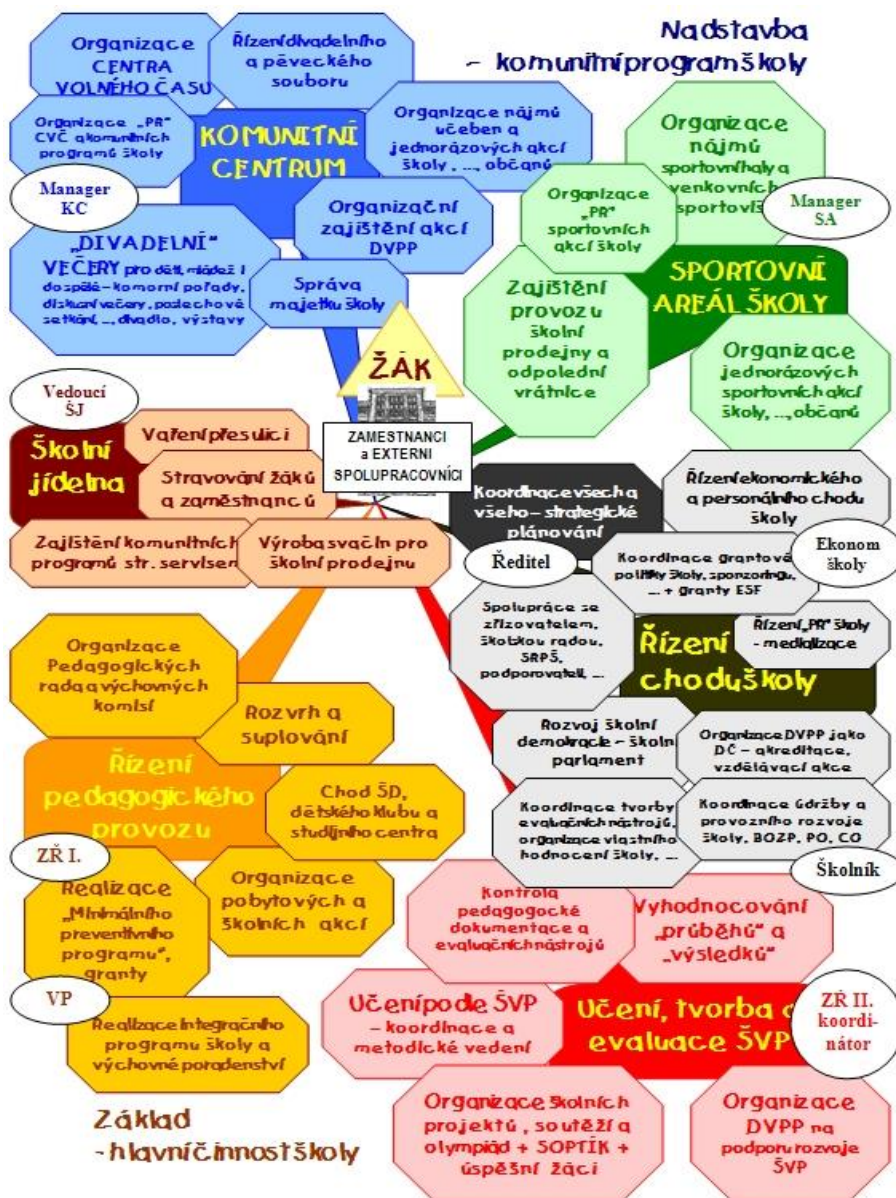 Nadstavba
- komunitní program školy
Organizace
CENTRA
VOLNÉHO ČASU
Řízení divadelního
a pěveckého
souboru
Organizace „PR“
CVČ a komunitních
programů školy
KOMUNITNÍ
CENTRUM
Organizace nájmů
učeben a
jednorázových akcí
školy, ..., občanů
Manager
KC
Organizační
zajištění akcí
DVPP
„DIVADELNÍ“
VEČERY pro děti, mládež i
dospělé – komorní pořady,
diskusní večery, poslechové
setkání, ..., divadlo, výstavy
Správa
majetku školy
Organizace
nájmů
sportovní haly a
venkovních
sportovišť
Organizace
„PR“
sportovních
akcí školy
Manager
SA
SPORTOVNÍ
AREÁL ŠKOLY
Zajištění
provozu
školní
prodejny a
odpolední
vrátnice
Organizace
jednorázových
sportovních akcí
školy, ..., občanů
ŽÁK
ZAMESTNANCI
a EXTERNI
SPOLUPRACOVNÍCI
Vedoucí
ŠJ
Školní
jídelna
Vaření přes ulici
Stravování žáků
a zaměstnanců
Zajištění komunitních
programů str. servisem
Výroba svačin pro
školní prodejnu
Koordinace všech a
všeho – strategické
plánování
Řízení ekonomického
a personálního chodu
školy
Ředitel
Koordinace grantové
politiky školy, sponzoringu,
... + granty ESF
Ekonom
školy
Spolupráce se
zřizovatelem,
školskou radou,
SRPŠ,
podporovateli, ...
Řízení „PR“ školy
- medializace
Řízení
chodu školy
Rozvoj školní
demokracie – školní
parlament
Organizace DVPP jako
DČ – akreditace,
vzdělávací akce
Koordinace tvorby
evaluačních nástrojů,
organizace vlastního
hodnocení školy, ...
Koordinace údržby a
provozního rozvoje
školy, BOZP, PO, CO
Školník
Organizace
Pedagogických
rad a výchovných
komisí
Rozvrh a
suplování
Řízení
pedagogického
provozu
Chod ŠD,
dětského klubu a
studijního centra
ZŘ I.
Realizace
„Minimálního
preventivního
programu“,
granty
Organizace
pobytových a
školních akcí
VP
Realizace integračního
programu školy a
výchovné poradenství
Kontrola
pedagogocké
dokumentace a
evaluačních nástrojů
Vyhodnocování
„průběhů“ a
„výsledků“
Učení podle ŠVP
– koordinace a
metodické vedení
Učení, tvorba a
evaluace ŠVP
ZŘ II.
koordi-
nátor
Organizace školních
projektů, soutěží a
olympiád + SOPTÍK +
úspěšní žáci
Organizace
DVPP na
podporu rozvoje
ŠVP
Základ
- hlavní činnost školy